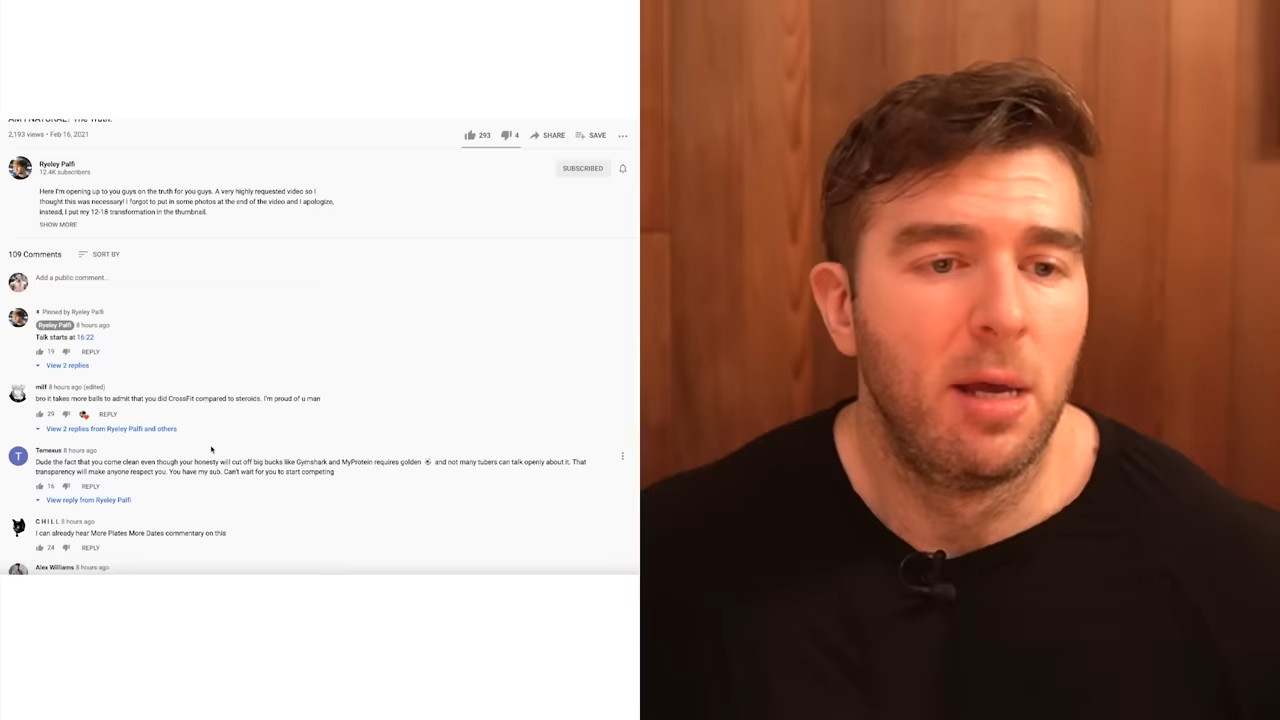 AM I NATURAL? The Truth.
2,193 views • Feb 16, 2021
293
4
SHARE
SAVE
Ryeley Palfi
12.4K subscribers
SUBSCRIBED
Here I'm opening up to you guys on the truth for you guys. A very highly requested video so I
thought this was necessary! I forgot to put in some photos at the end of the video and I apologize,
instead, I put my 12-18 transformation in the thumbnail.
SHOW MORE
109 Comments
SORT BY
Add a public comment...
Pinned by Ryeley Palfi
Ryeley Palfi 8 hours ago
Talk starts at 16:22
19
REPLY
View 2 replies
milf 8 hours ago (edited)
bro it takes more balls to admit that you did CrossFit compared to steroids. I'm proud of u man
29
REPLY
View 2 replies from Ryeley Palfi and others
T
Temexus 8 hours ago
Dude the fact that you come clean even though your honesty will cut off big bucks like Gymshark and MyProtein requires golden and not many tubers can talk openly about it. That
transparency will make anyone respect you. You have my sub. Can't wait for you to start competing
16
REPLY
View reply from Ryeley Palfi
C H I L L 8 hours ago
I can already hear More Plates More Dates commentary on this
24
REPLY
Alex Williams 8 hours ago